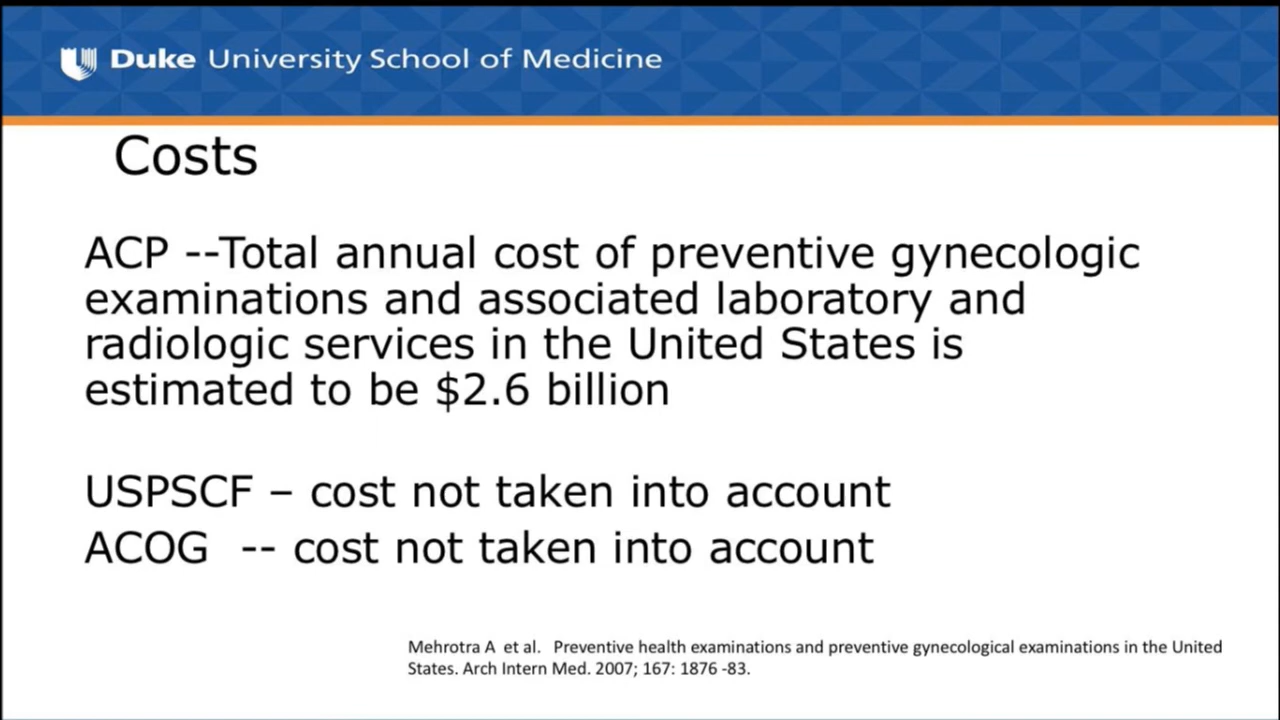 Duke University School of Medicine
Costs
ACP --Total annual cost of preventive gynecologic
examinations and associated laboratory and
radiologic services in the United States is
estimated to be $2.6 billion
USPSCF – cost not taken into account
ACOG  -- cost not taken into account
Mehrotra A  et al.   Preventive health examinations and preventive gynecological examinations in the United
States. Arch Intern Med. 2007; 167: 1876 -83.